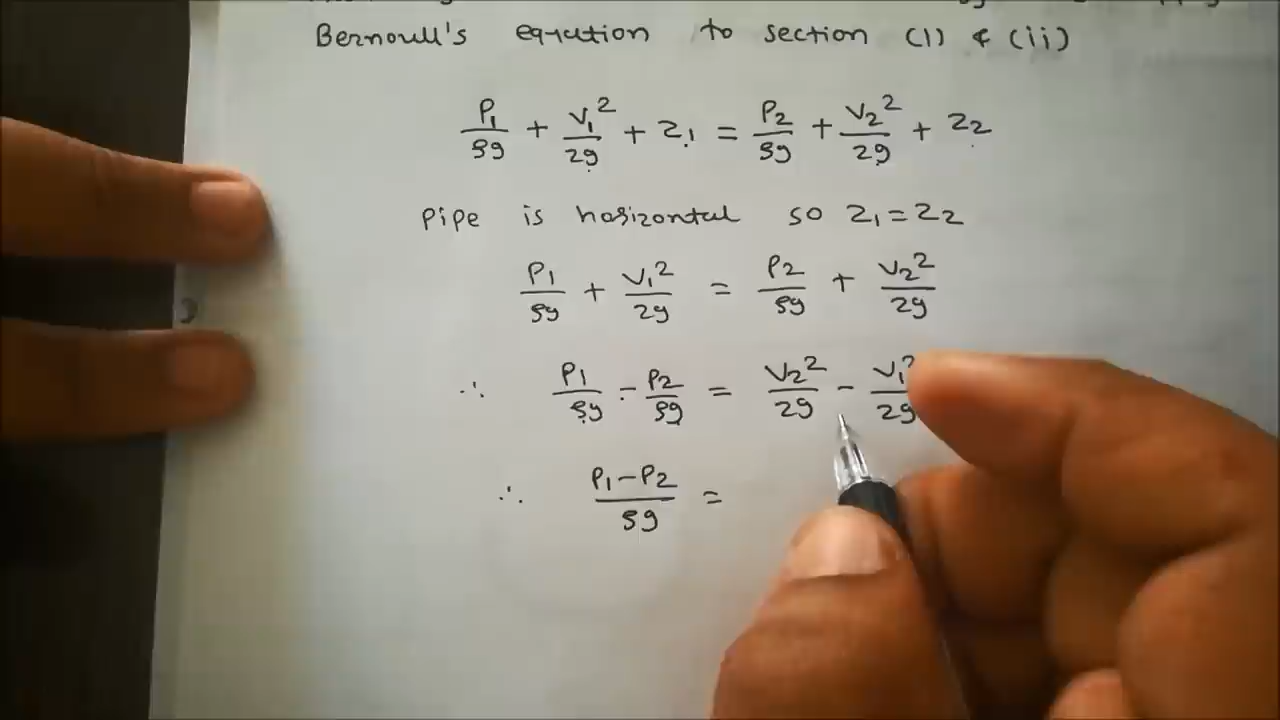 Bernoull's equation to section (1) & (ii)
P1/ρg + V1²/2g + Z1 = P2/ρg + V2²/2g + Z2
Pipe is horizontal so Z1 = Z2
P1/ρg + V1²/2g = P2/ρg + V2²/2g
∴ P1/ρg - P2/ρg = V2²/2g - V1²/2g
∴ P1-P2/ρg =